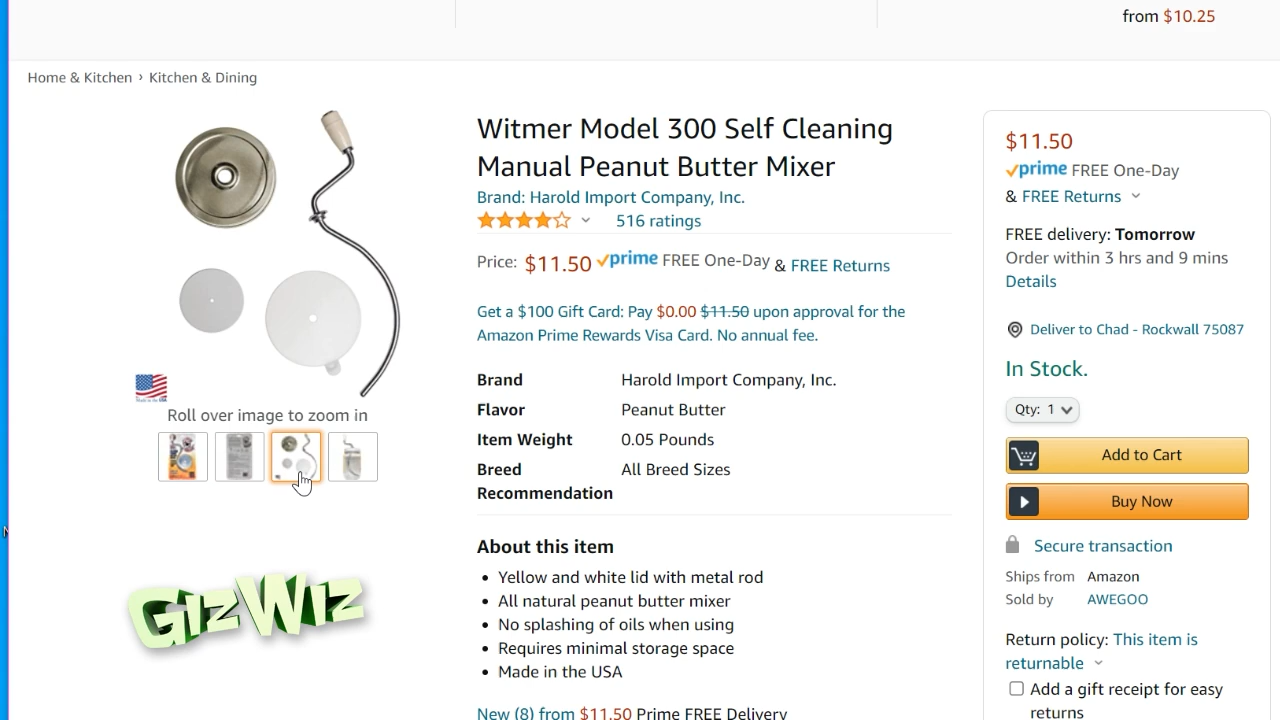 from $10.25
Home & Kitchen › Kitchen & Dining
Witmer Model 300 Self Cleaning
Manual Peanut Butter Mixer
Brand: Harold Import Company, Inc.
516 ratings
Price: $11.50 prime FREE One-Day & FREE Returns
Get a $100 Gift Card: Pay $0.00 $11.50 upon approval for the
Amazon Prime Rewards Visa Card. No annual fee.
Brand Harold Import Company, Inc.
Flavor Peanut Butter
Item Weight 0.05 Pounds
Breed All Breed Sizes
Recommendation
About this item
• Yellow and white lid with metal rod
• All natural peanut butter mixer
• No splashing of oils when using
• Requires minimal storage space
• Made in the USA
New (8) from $11.50 Prime FREE Delivery
Made in the USA
Roll over image to zoom in
GizWiz
$11.50
prime FREE One-Day
& FREE Returns
FREE delivery: Tomorrow
Order within 3 hrs and 9 mins
Details
Deliver to Chad - Rockwall 75087
In Stock.
Qty: 1
Add to Cart
Buy Now
Secure transaction
Ships from Amazon
Sold by AWEGOO
Return policy: This item is
returnable
Add a gift receipt for easy
returns